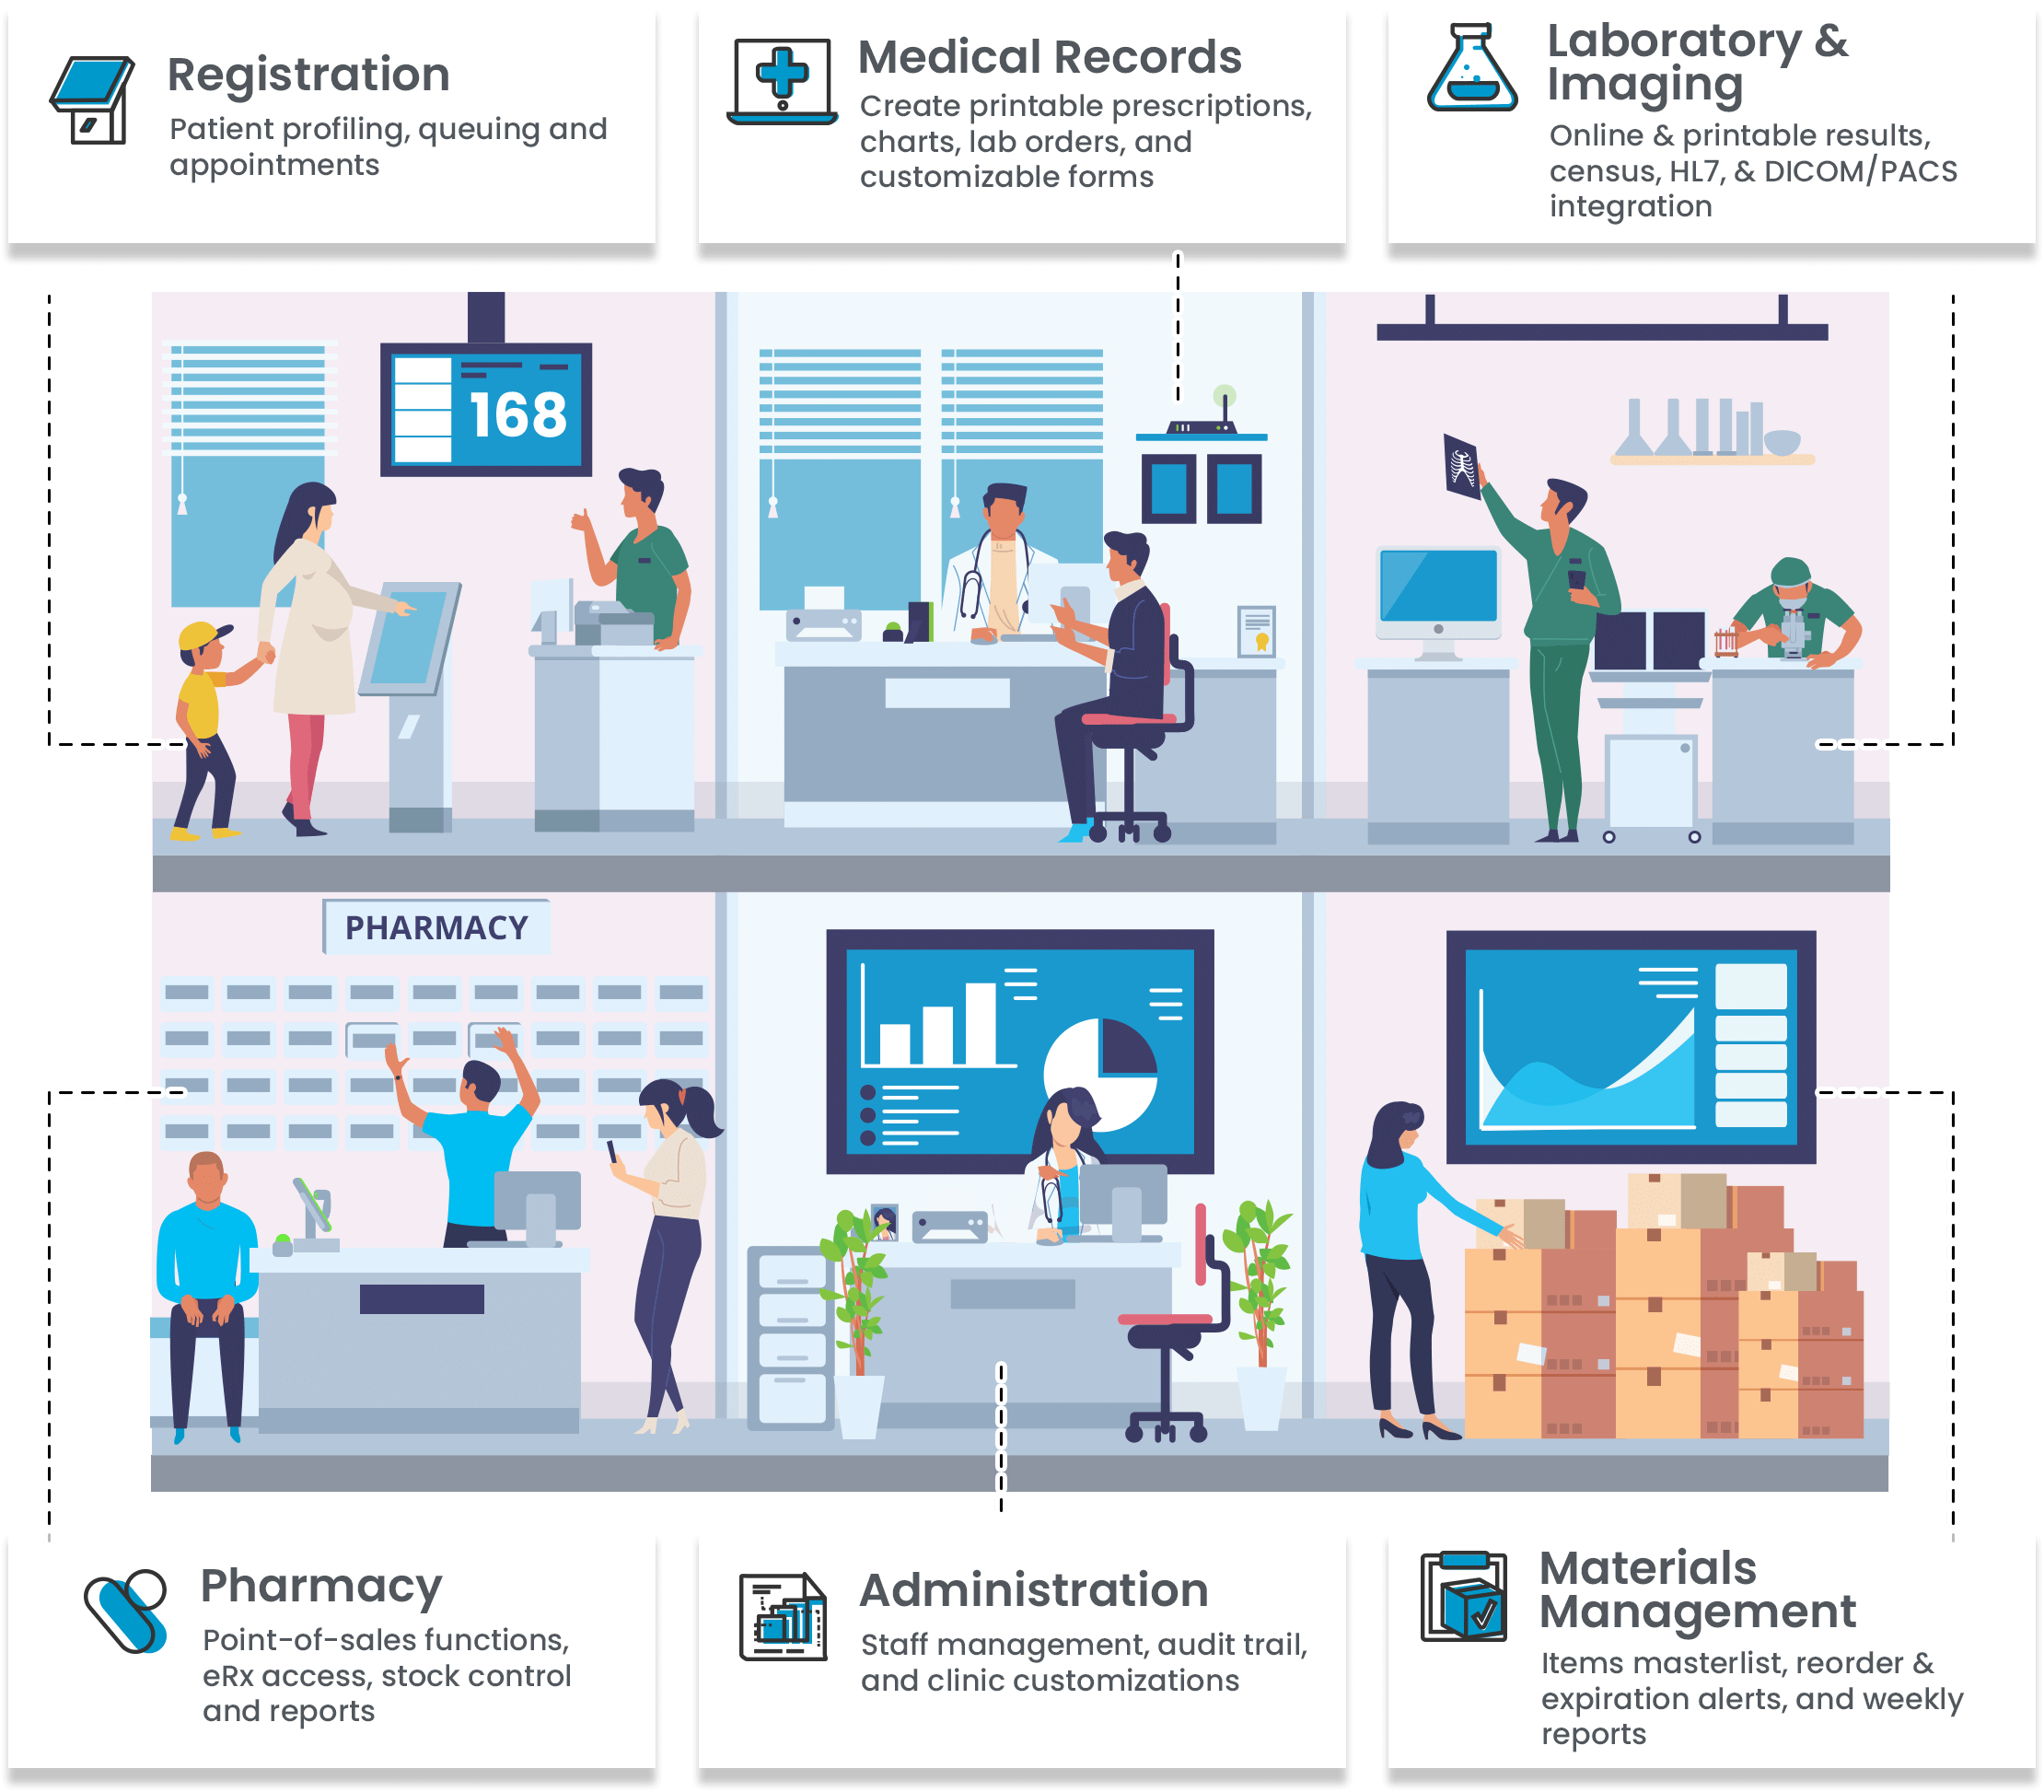 Registration
Patient profiling, queuing and
appointments
Medical Records
Create printable prescriptions,
charts, lab orders, and
customizable forms
Laboratory &
Imaging
Online & printable results,
census, HL7, & DICOM/PACS
integration
168
PHARMACY
Pharmacy
Point-of-sales functions,
eRx access, stock control
and reports
Administration
Staff management, audit trail,
and clinic customizations
Materials
Management
Items masterlist, reorder &
expiration alerts, and weekly
reports